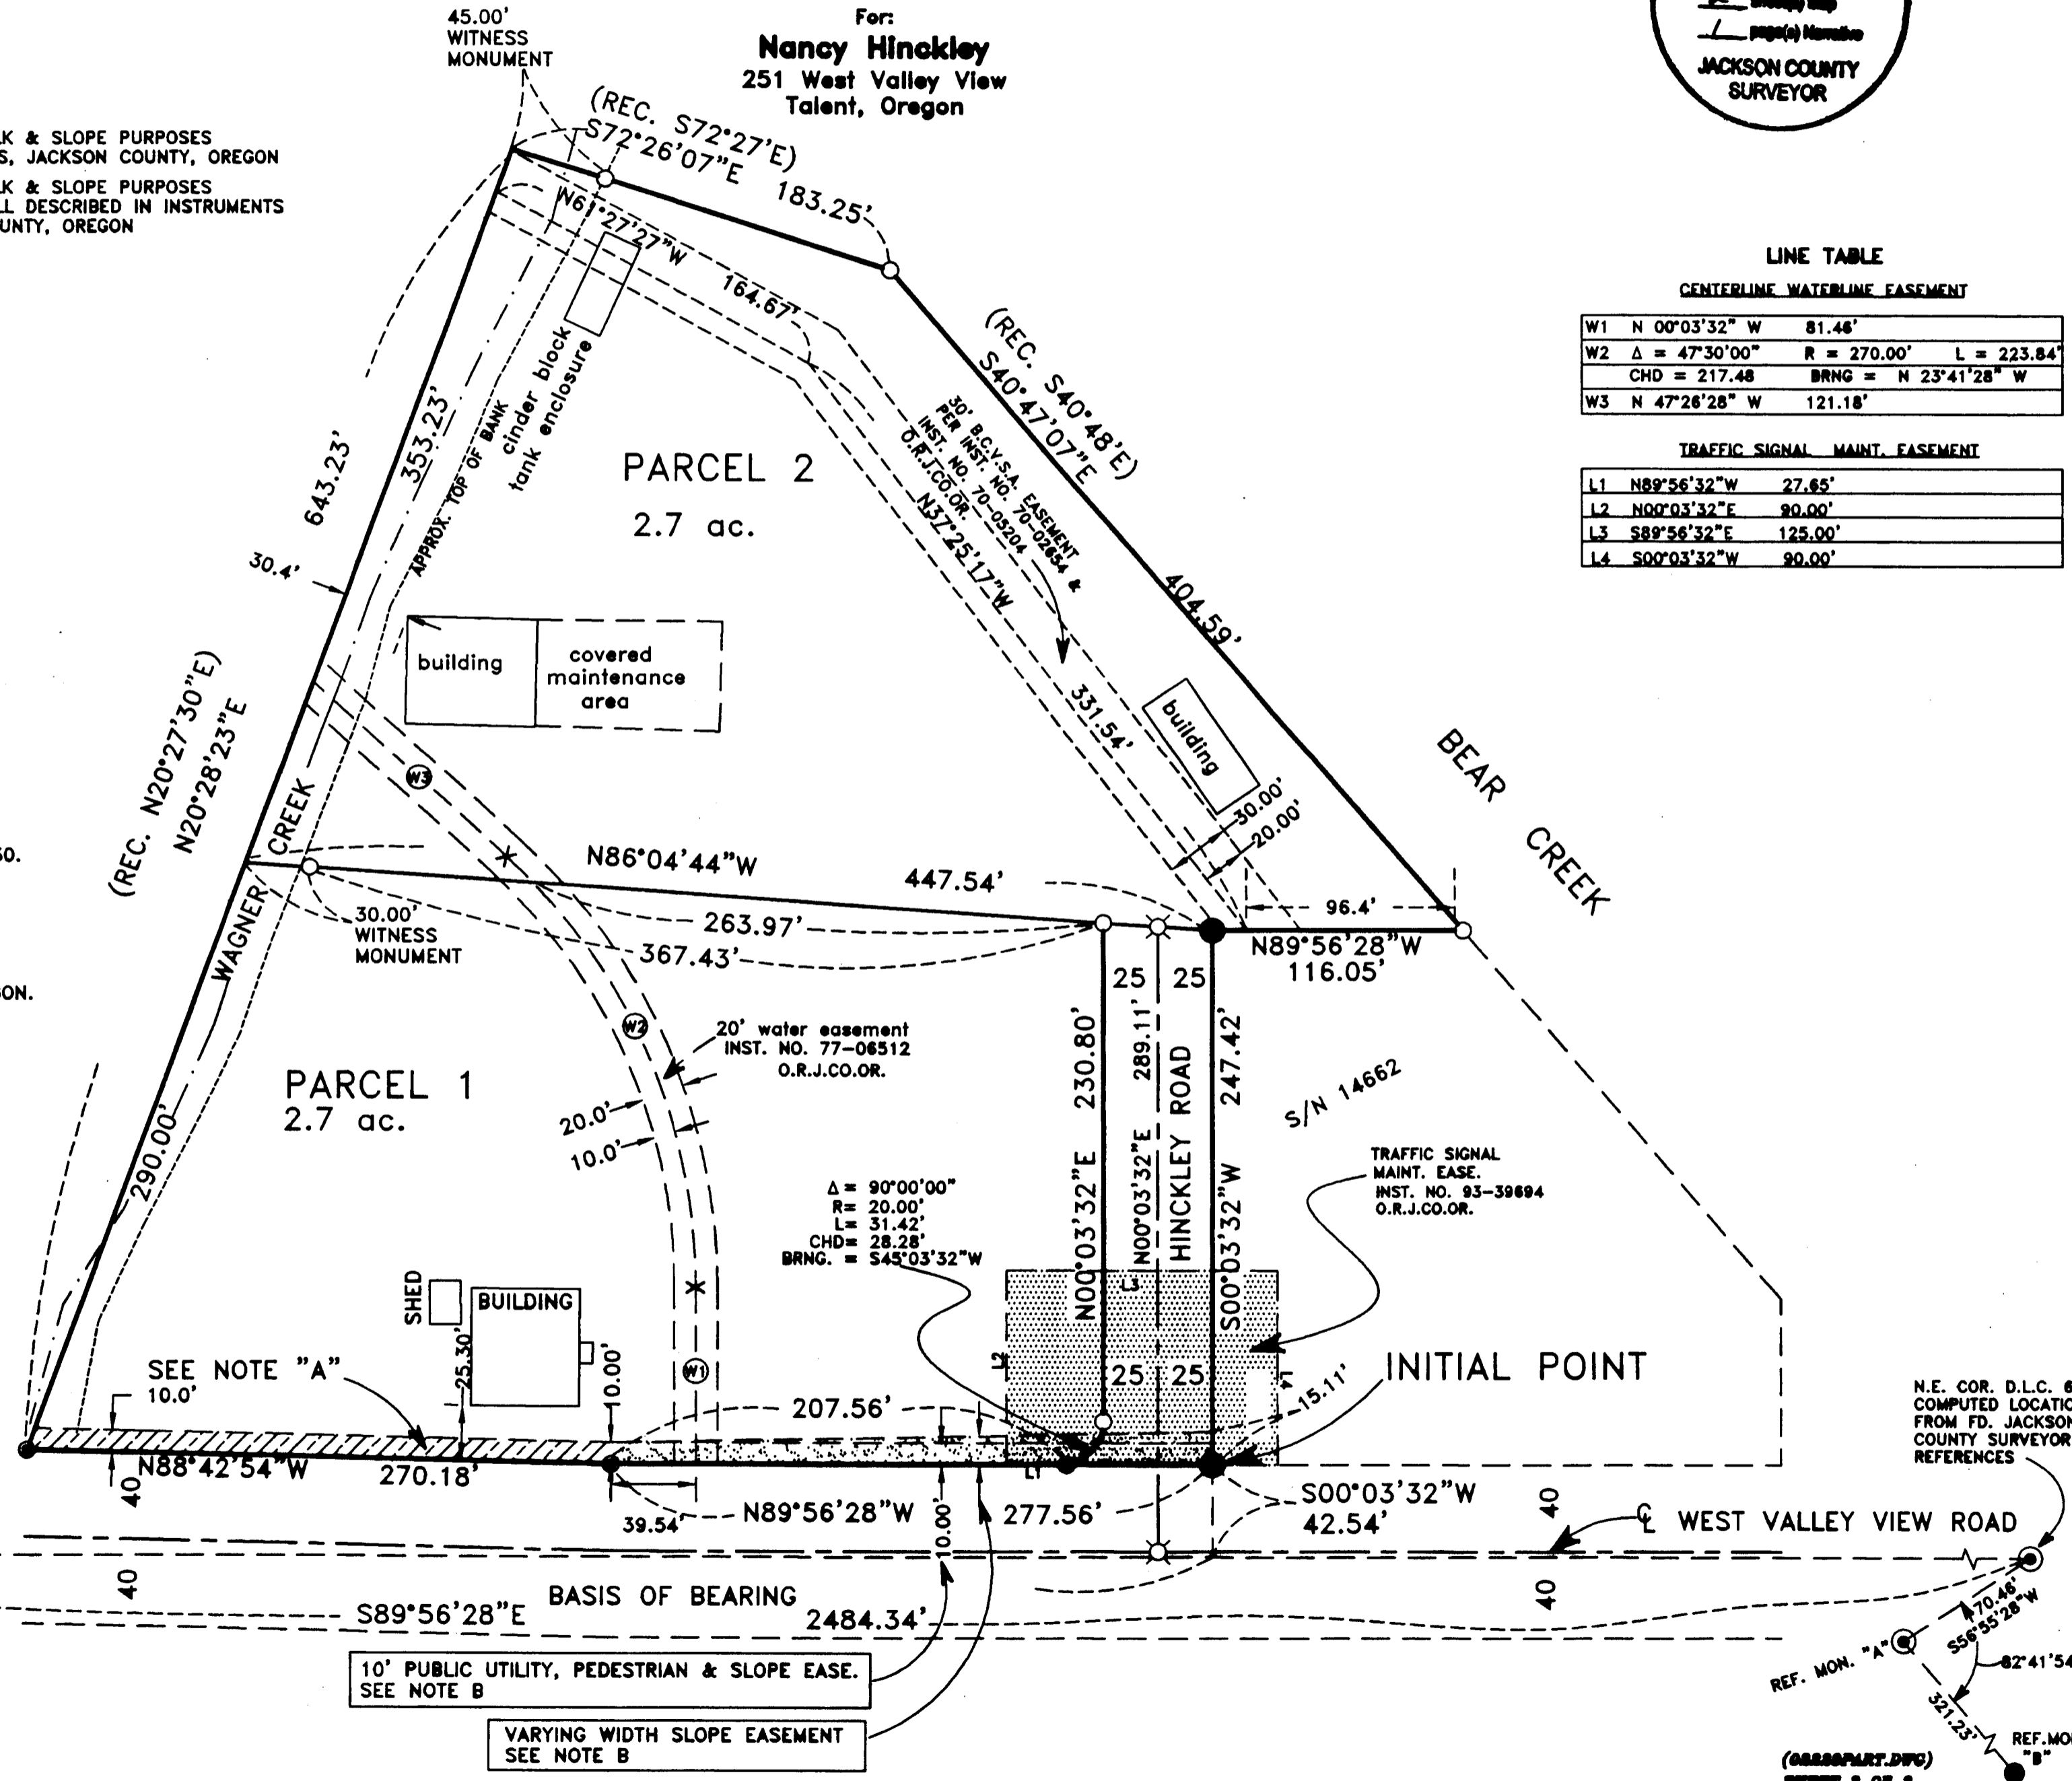 45.00'
WITNESS
MONUMENT
For:
Nancy Hinckley
251 West Valley View
Talent, Oregon
page(s) Narrative
JACKSON COUNTY
SURVEYOR
K & SLOPE PURPOSES
S, JACKSON COUNTY, OREGON
K & SLOPE PURPOSES
LL DESCRIBED IN INSTRUMENTS
UNTY, OREGON
(REC. S72°27'E)
S72°26'07"E 183.25'
N61°27'27"W
164.67'
LINE TABLE
CENTERLINE WATERLINE EASEMENT
W1 N 00°03'32" W 81.46'
W2 Δ = 47°30'00" R = 270.00' L = 223.84'
CHD = 217.48 BRNG = N 23°41'28" W
W3 N 47°26'28" W 121.18'
TRAFFIC SIGNAL MAINT. EASEMENT
L1 N89°56'32"W 27.65'
L2 N00°03'32"E 90.00'
L3 S89°56'32"E 125.00'
L4 S00°03'32"W 90.00'
643.23'
353.23'
APPROX. TOP OF BANK
cinder block
tank enclosure
30.4'
PARCEL 2
2.7 ac.
(REC. S40°48'E)
S40°47'07"E
404.59'
30' B.C.V.S.A. EASEMENT
PER INST. NO. 70-02654 &
INST. NO. 70-05204
O.R.J.CO.OR.
N37°25'17"W
331.54'
building
covered
maintenance
area
building
30.00'
20.00'
BEAR CREEK
(REC. N20°27'30"E)
N20°28'23"E
WAGNER CREEK
W3
50.
N86°04'44"W
447.54'
263.97'
367.43'
30.00'
WITNESS
MONUMENT
96.4'
N89°56'28"W
116.05'
ON.
25 25
W2
20' water easement
INST. NO. 77-06512
O.R.J.CO.OR.
PARCEL 1
2.7 ac.
20.0'
10.0'
290.00'
N00°03'32"E 230.80'
N00°03'32"E 289.11'
HINCKLEY ROAD
S00°03'32"W 247.42'
S/N 14662
TRAFFIC SIGNAL
MAINT. EASE.
INST. NO. 93-39694
O.R.J.CO.OR.
Δ = 90°00'00"
R= 20.00'
L= 31.42'
CHD= 28.28'
BRNG. = S45°03'32"W
L3
SHED
BUILDING
25.30'
10.00'
W1
L2
25 25
L4
15.11'
INITIAL POINT
SEE NOTE "A"
10.0'
207.56'
N88°42'54"W 270.18'
L1
39.54'
N89°56'28"W 277.56'
S00°03'32"W
42.54'
10.00'
40
40
N.E. COR. D.L.C. 6
COMPUTED LOCATIO
FROM FD. JACKSON
COUNTY SURVEYOR
REFERENCES
℄ WEST VALLEY VIEW ROAD
40
40
BASIS OF BEARING
S89°56'28"E 2484.34'
10' PUBLIC UTILITY, PEDESTRIAN & SLOPE EASE.
SEE NOTE B
VARYING WIDTH SLOPE EASEMENT
SEE NOTE B
S56°55'28"W
REF. MON. "A"
82°41'54
321.23'
REF.MO
"B"